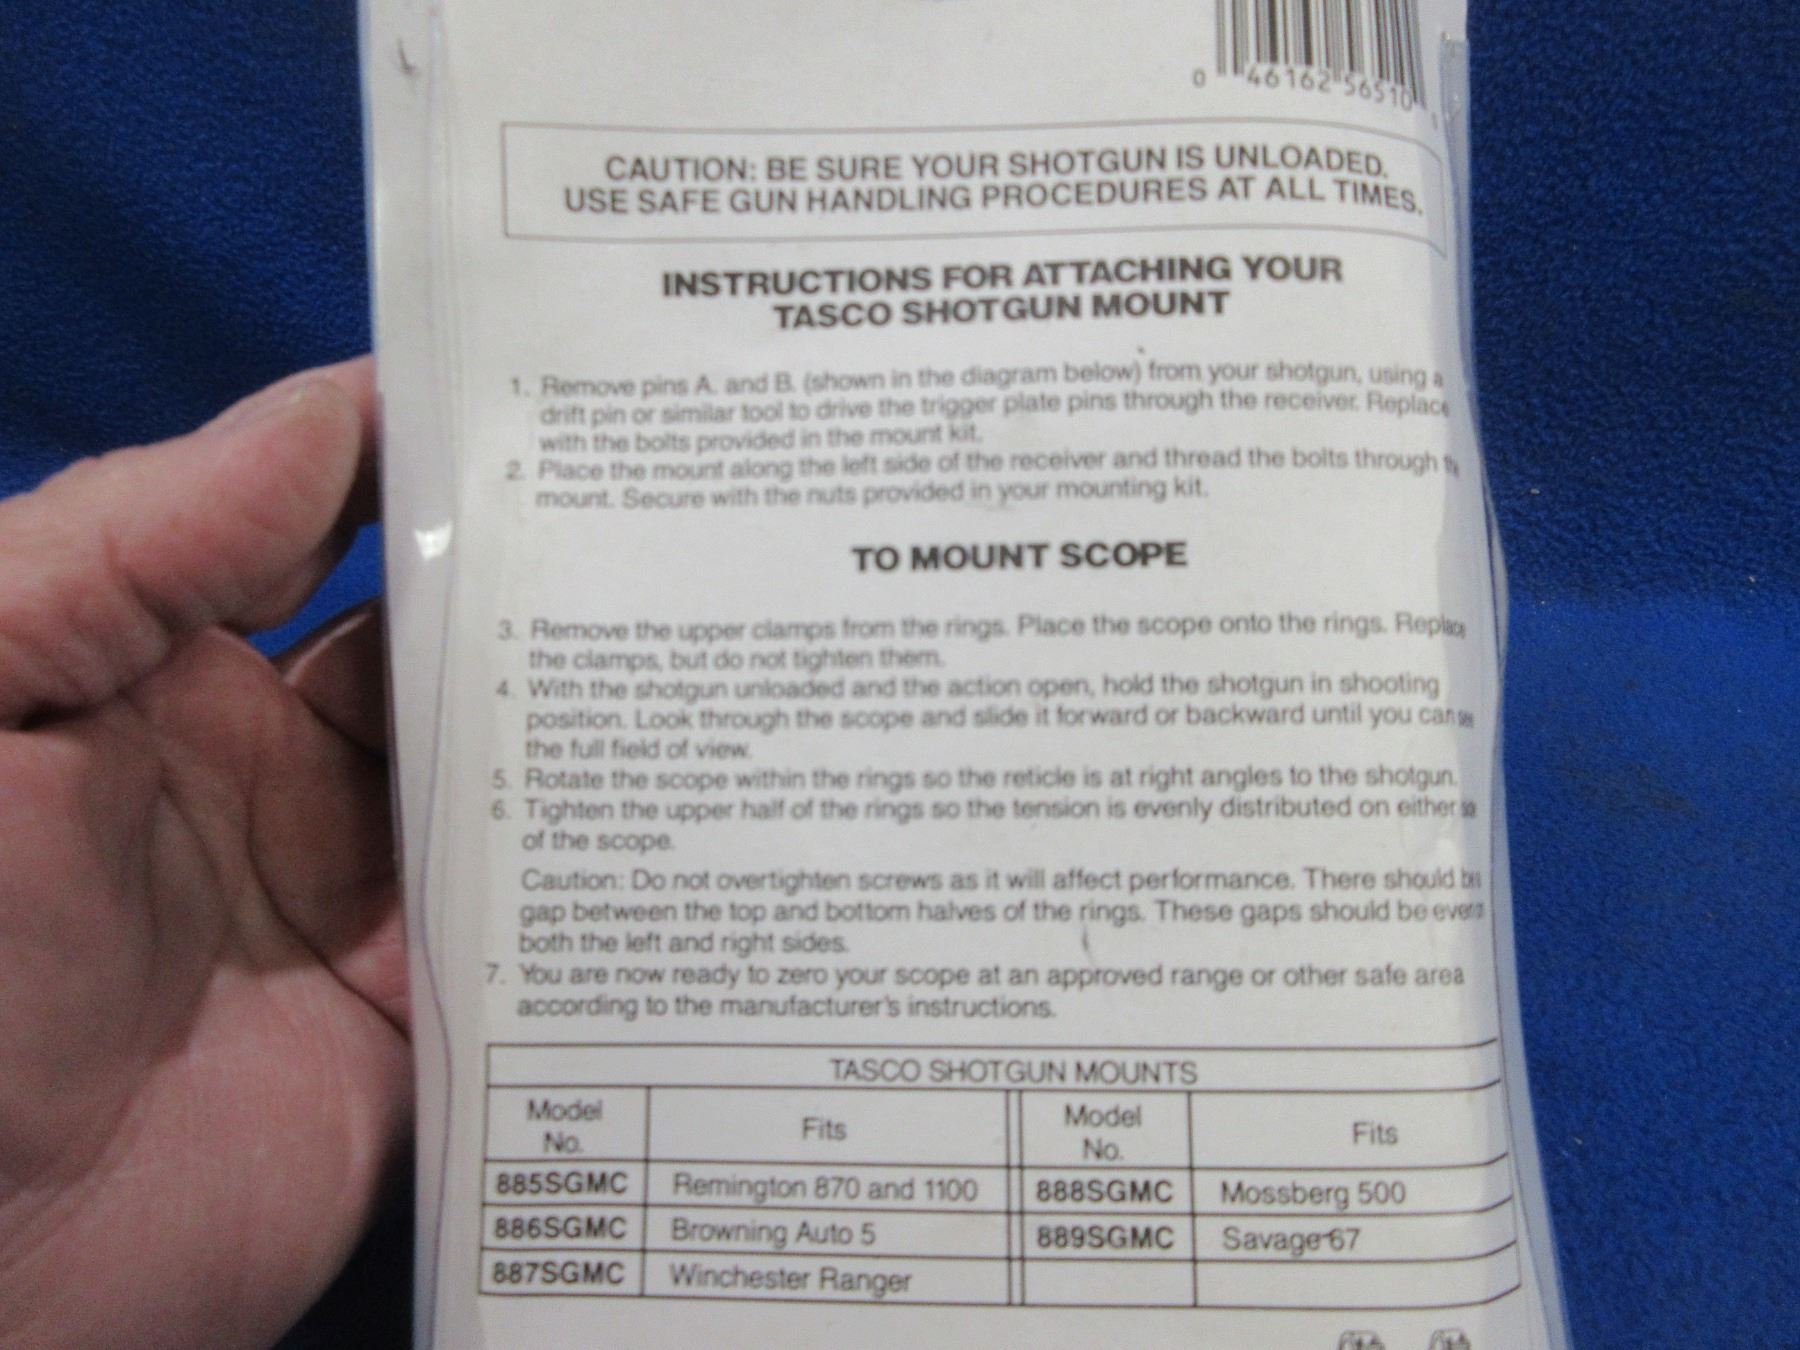 0 46162 56510
CAUTION: BE SURE YOUR SHOTGUN IS UNLOADED.
USE SAFE GUN HANDLING PROCEDURES AT ALL TIMES.
INSTRUCTIONS FOR ATTACHING YOUR
TASCO SHOTGUN MOUNT
1. Remove pins A. and B. (shown in the diagram below) from your shotgun, using a
drift pin or similar tool to drive the trigger plate pins through the receiver. Replace
with the bolts provided in the mount kit.
2. Place the mount along the left side of the receiver and thread the bolts through
mount. Secure with the nuts provided in your mounting kit.
TO MOUNT SCOPE
3. Remove the upper clamps from the rings. Place the scope onto the rings. Replace
the clamps, but do not tighten them.
4. With the shotgun unloaded and the action open, hold the shotgun in shooting
position. Look through the scope and slide it forward or backward until you can see
the full field of view.
5. Rotate the scope within the rings so the reticle is at right angles to the shotgun.
6. Tighten the upper half of the rings so the tension is evenly distributed on either
of the scope.
Caution: Do not overtighten screws as it will affect performance. There should
gap between the top and bottom halves of the rings. These gaps should be even
both the left and right sides.
7. You are now ready to zero your scope at an approved range or other safe area
according to the manufacturer's instructions.
TASCO SHOTGUN MOUNTS
Model No. Fits Model No. Fits
885SGMC Remington 870 and 1100 888SGMC Mossberg 500
886SGMC Browning Auto 5 889SGMC Savage 67
887SGMC Winchester Ranger